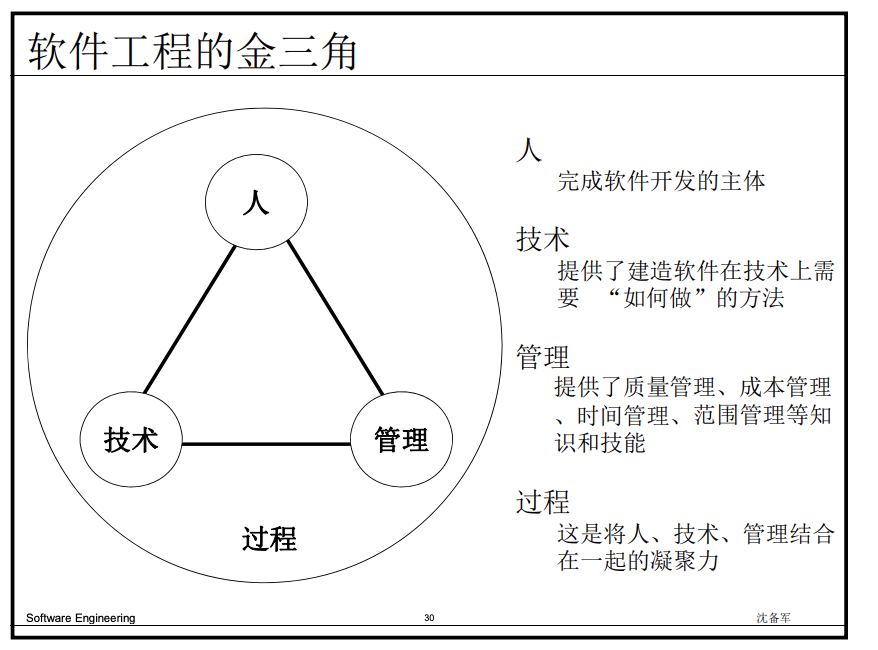 软件工程的金三角
人
技术
管理
过程
人
完成软件开发的主体
技术
提供了建造软件在技术上需
要 “如何做”的方法
管理
提供了质量管理、成本管理
、时间管理、范围管理等知
识和技能
过程
这是将人、技术、管理结合
在一起的凝聚力
Software Engineering
30
沈备军